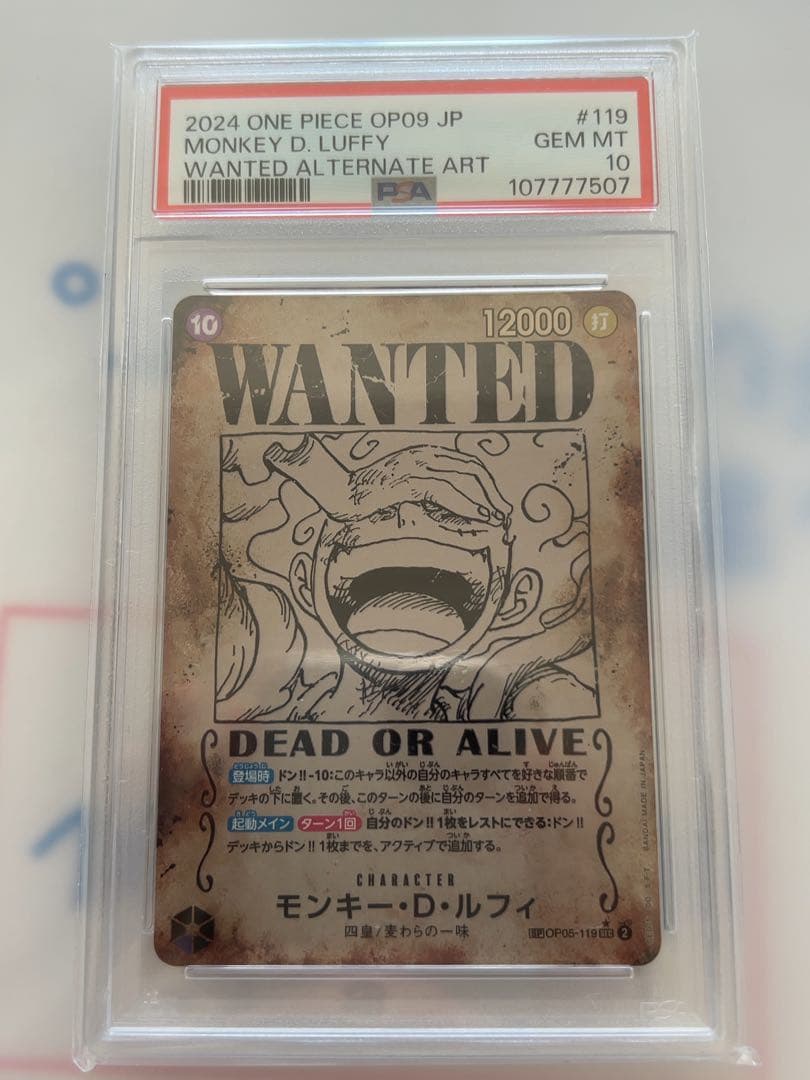 2024 ONE PIECE OP09 JP #119
MONKEY D. LUFFY GEM MT
WANTED ALTERNATE ART 10
PSA 107777507
10 12000 打
WANTED
DEAD OR ALIVE
登場時 ドン!!-10:このキャラ以外の自分のキャラすべてを好きな順番で
デッキの下に置く。その後、このターンの後に自分のターンを追加で得る。
起動メイン ターン1回 自分のドン!!1枚をレストにできる:ドン!!
デッキからドン!!1枚までを、アクティブで追加する。
CHARACTER
モンキー・D・ルフィ
四皇/麦わらの一味
OP05-119 2
BANDAI MADE IN JAPAN